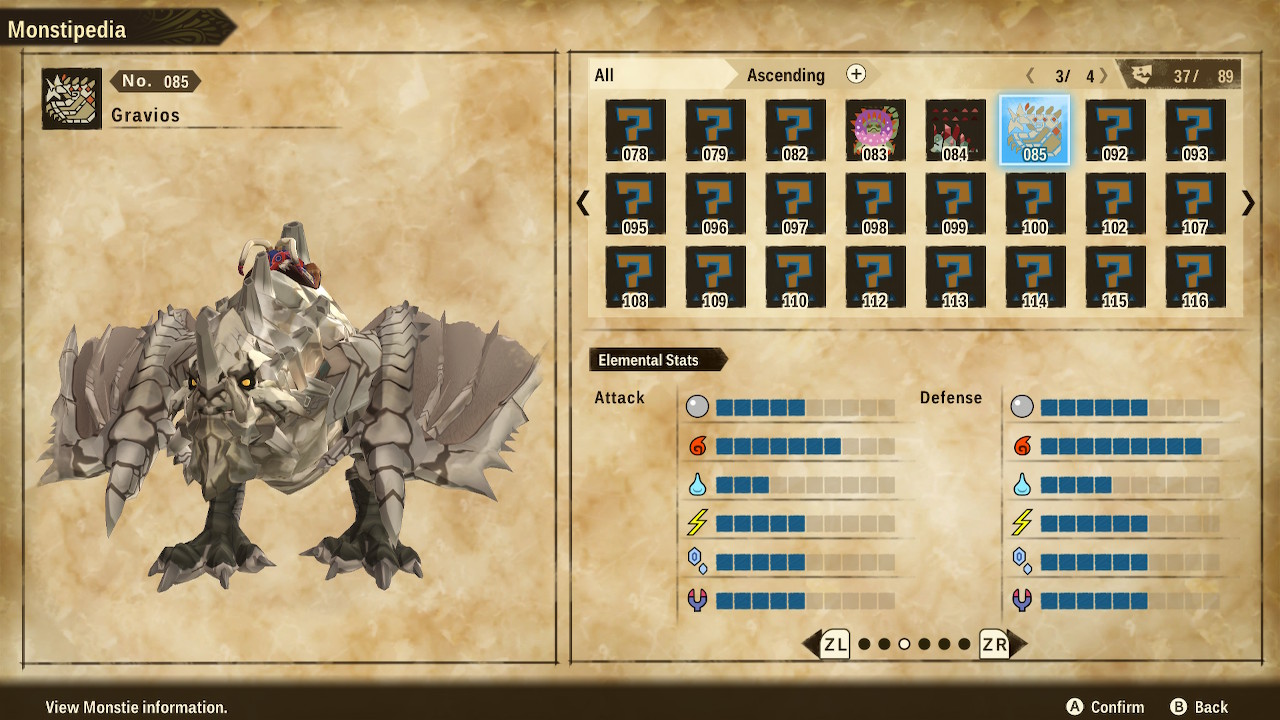 Monstipedia
No. 085
Gravios
All
Ascending
3/ 4
37/ 89
078 079 082 083 084 085 092 093
095 096 097 098 099 100 102 107
108 109 110 112 113 114 115 116
Elemental Stats
Attack
Defense
ZL
ZR
View Monstie information.
A Confirm
B Back